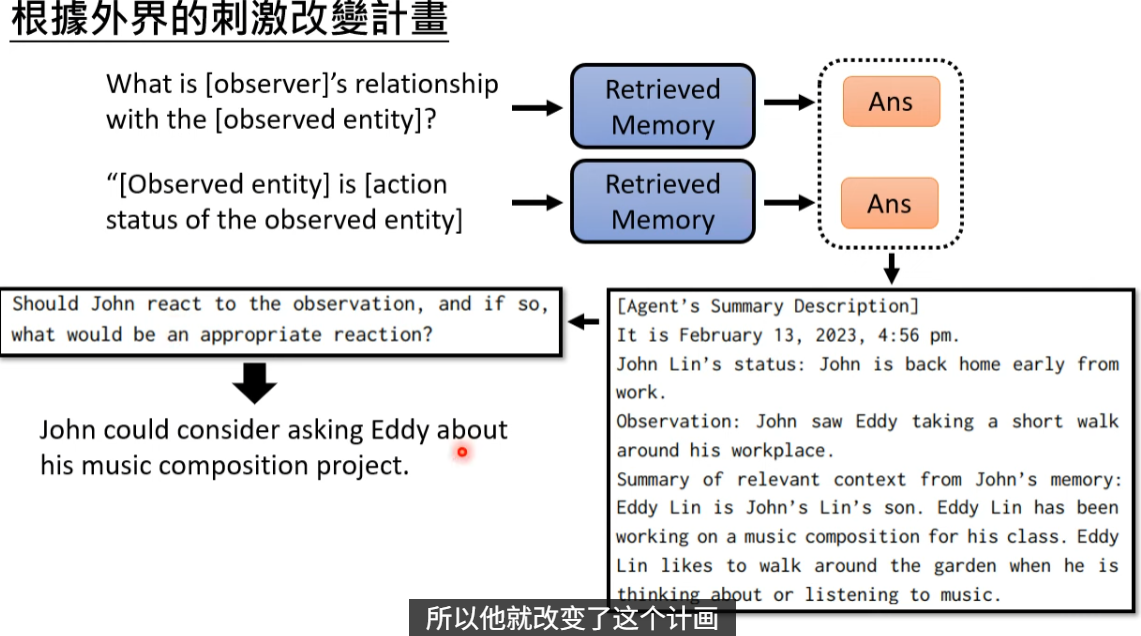 根據外界的刺激改變計畫
What is [observer]’s relationship
with the [observed entity]?
Retrieved
Memory
Ans
“[Observed entity] is [action
status of the observed entity]
Retrieved
Memory
Ans
Should John react to the observation, and if so,
what would be an appropriate reaction?
[Agent’s Summary Description]
It is February 13, 2023, 4:56 pm.
John Lin’s status: John is back home early from
work.
Observation: John saw Eddy taking a short walk
around his workplace.
Summary of relevant context from John’s memory:
Eddy Lin is John’s Lin’s son. Eddy Lin has been
working on a music composition for his class. Eddy
Lin likes to walk around the garden when he is
thinking about or listening to music.
John could consider asking Eddy about
his music composition project.
所以他就改变了这个计画